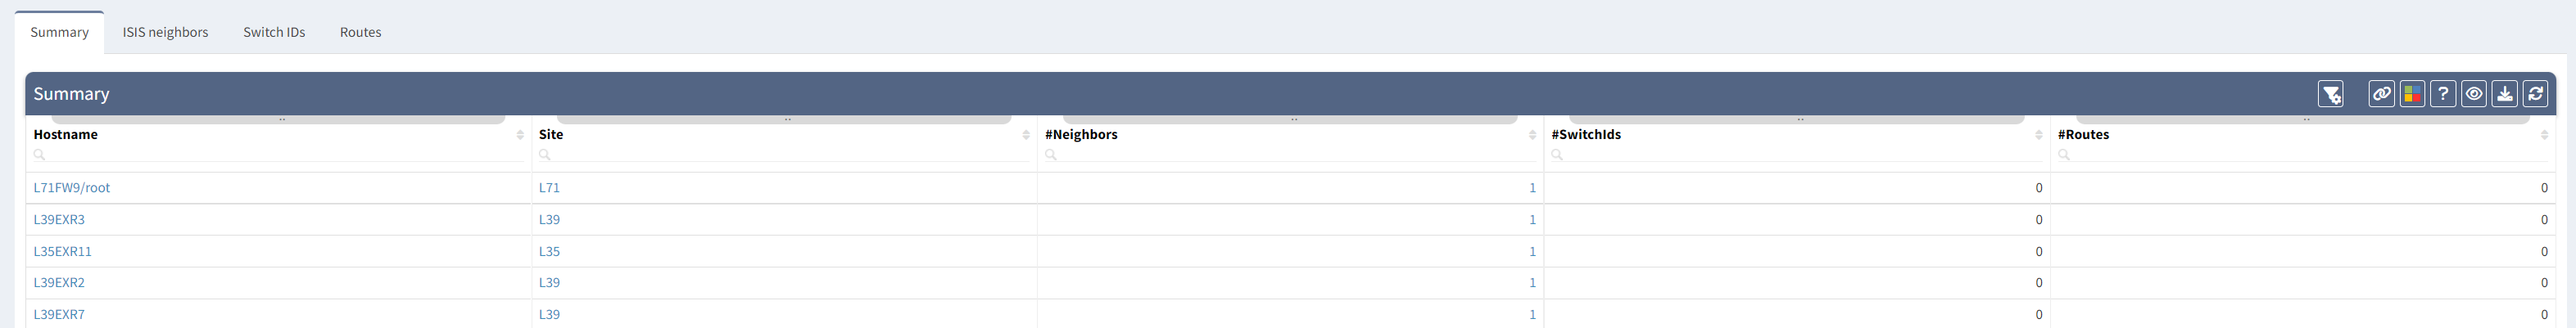 Summary ISIS neighbors Switch IDs Routes
Summary ?
Hostname Site #Neighbors #SwitchIds #Routes
L71FW9/root L71 1 0 0
L39EXR3 L39 1 0 0
L35EXR11 L35 1 0 0
L39EXR2 L39 1 0 0
L39EXR7 L39 1 0 0